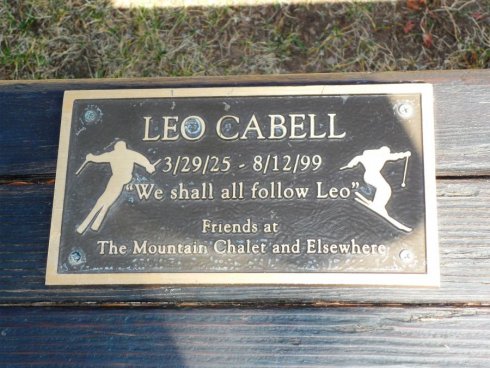 LEO CABELL
3/29/25 - 8/12/99
"We shall all follow Leo"
Friends at
The Mountain Chalet and Elsewhere